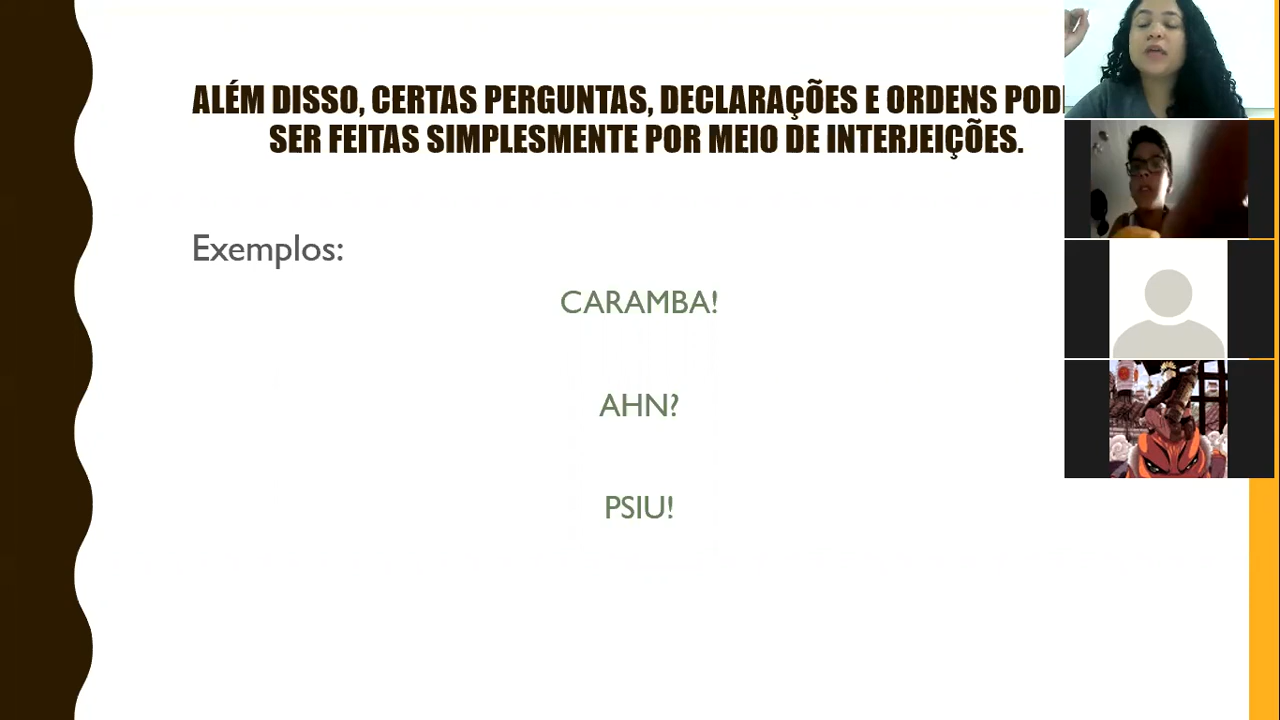 ALÉM DISSO, CERTAS PERGUNTAS, DECLARAÇÕES E ORDENS POD
SER FEITAS SIMPLESMENTE POR MEIO DE INTERJEIÇÕES.
Exemplos:
CARAMBA!
AHN?
PSIU!